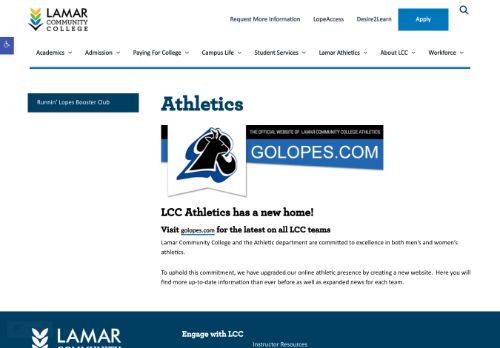 LAMAR
COMMUNITY
COLLEGE
Request More Information LopeAccess Desire2Learn Apply
Academics Admission Paying For College Campus Life Student Services Lamar Athletics About LCC Workforce
Runnin' Lopes Booster Club
Athletics
THE OFFICIAL WEBSITE OF LAMAR COMMUNITY COLLEGE ATHLETICS
GOLOPES.COM
LCC Athletics has a new home!
Visit golopes.com for the latest on all LCC teams
Lamar Community College and the Athletic department are committed to excellence in both men's and women's
athletics.
To uphold this commitment, we have upgraded our online athletic presence by creating a new website. Here you will
find more up-to-date information than ever before as well as expanded news for each team.
LAMAR
COMMUNITY
Engage with LCC
Instructor Resources